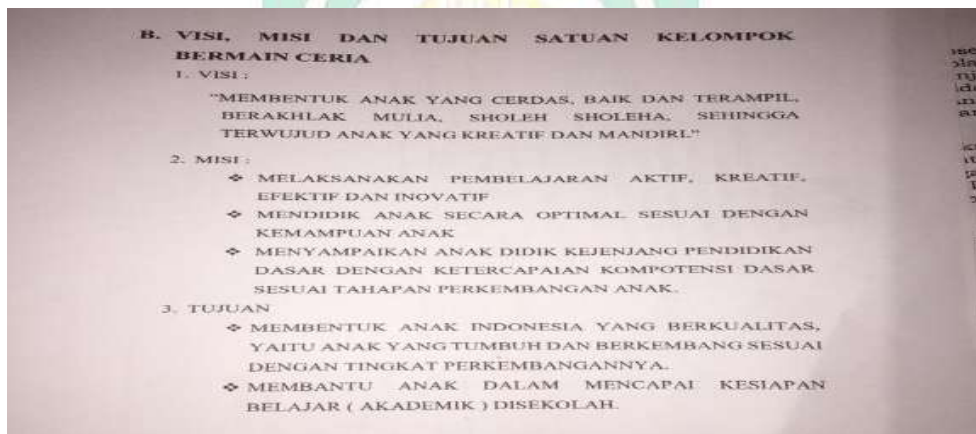 B. VISI, MISI DAN TUJUAN SATUAN KELOMPOK
BERMAIN CERIA
1. VISI :
"MEMBENTUK ANAK YANG CERDAS, BAIK DAN TERAMPIL,
BERAKHLAK MULIA, SHOLEH SHOLEHA, SEHINGGA
TERWUJUD ANAK YANG KREATIF DAN MANDIRI."
2. MISI :
❖ MELAKSANAKAN PEMBELAJARAN AKTIF, KREATIF,
EFEKTIF DAN INOVATIF
❖ MENDIDIK ANAK SECARA OPTIMAL SESUAI DENGAN
KEMAMPUAN ANAK
❖ MENYAMPAIKAN ANAK DIDIK KEJENJANG PENDIDIKAN
DASAR DENGAN KETERCAPAIAN KOMPOTENSI DASAR
SESUAI TAHAPAN PERKEMBANGAN ANAK.
3. TUJUAN
❖ MEMBENTUK ANAK INDONESIA YANG BERKUALITAS,
YAITU ANAK YANG TUMBUH DAN BERKEMBANG SESUAI
DENGAN TINGKAT PERKEMBANGANNYA.
❖ MEMBANTU ANAK DALAM MENCAPAI KESIAPAN
BELAJAR ( AKADEMIK ) DISEKOLAH.